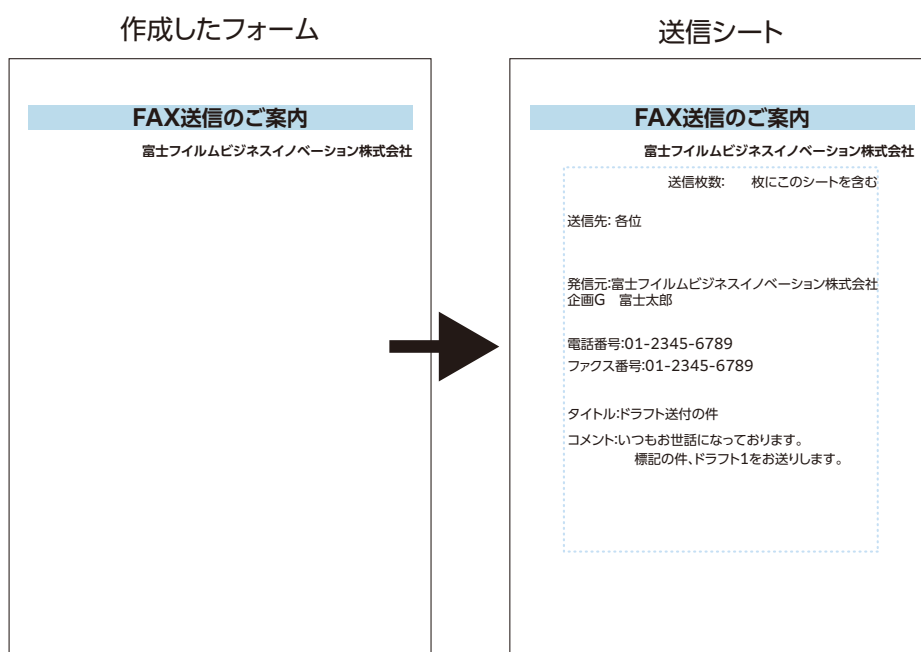 作成したフォーム
FAX送信のご案内
富士フイルムビジネスイノベーション株式会社
送信シート
FAX送信のご案内
富士フイルムビジネスイノベーション株式会社
送信枚数:　　枚にこのシートを含む
送信先: 各位
発信元:富士フイルムビジネスイノベーション株式会社
企画G　富士太郎
電話番号:01-2345-6789
ファクス番号:01-2345-6789
タイトル:ドラフト送付の件
コメント:いつもお世話になっております。
標記の件、ドラフト1をお送りします。